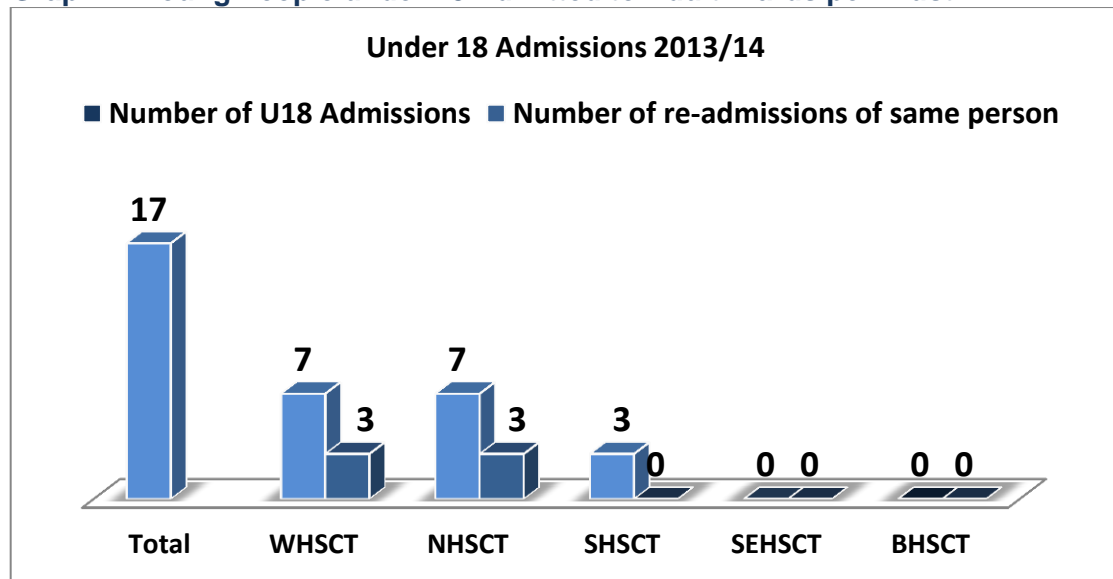 Under 18 Admissions 2013/14
Number of U18 Admissions Number of re-admissions of same person
17
7 3 7 3 3 0 0 0 0 0
Total WHSCT NHSCT SHSCT SEHSCT BHSCT